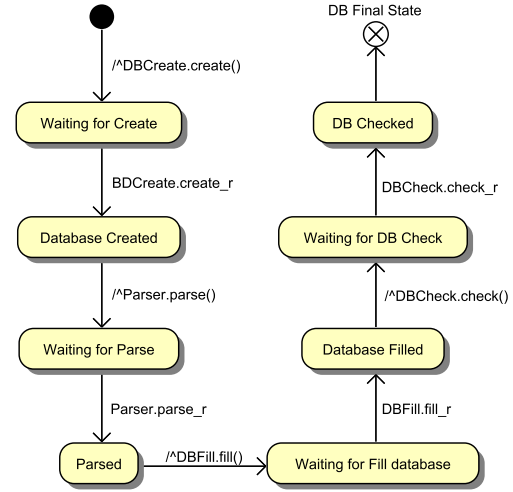 DB Final State
/^DBCreate.create()
Waiting for Create
BDCreate.create_r
Database Created
/^Parser.parse()
Waiting for Parse
Parser.parse_r
Parsed
/^DBFill.fill()
Waiting for Fill database
DBFill.fill_r
Database Filled
/^DBCheck.check()
Waiting for DB Check
DBCheck.check_r
DB Checked